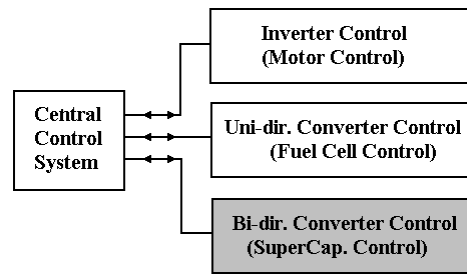 Inverter Control
(Motor Control)
Central
Control
System
Uni-dir. Converter Control
(Fuel Cell Control)
Bi-dir. Converter Control
(SuperCap. Control)